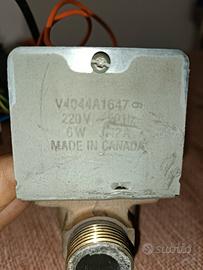 V4044A1647
220V ~
6W
MADE IN CANADA
subito